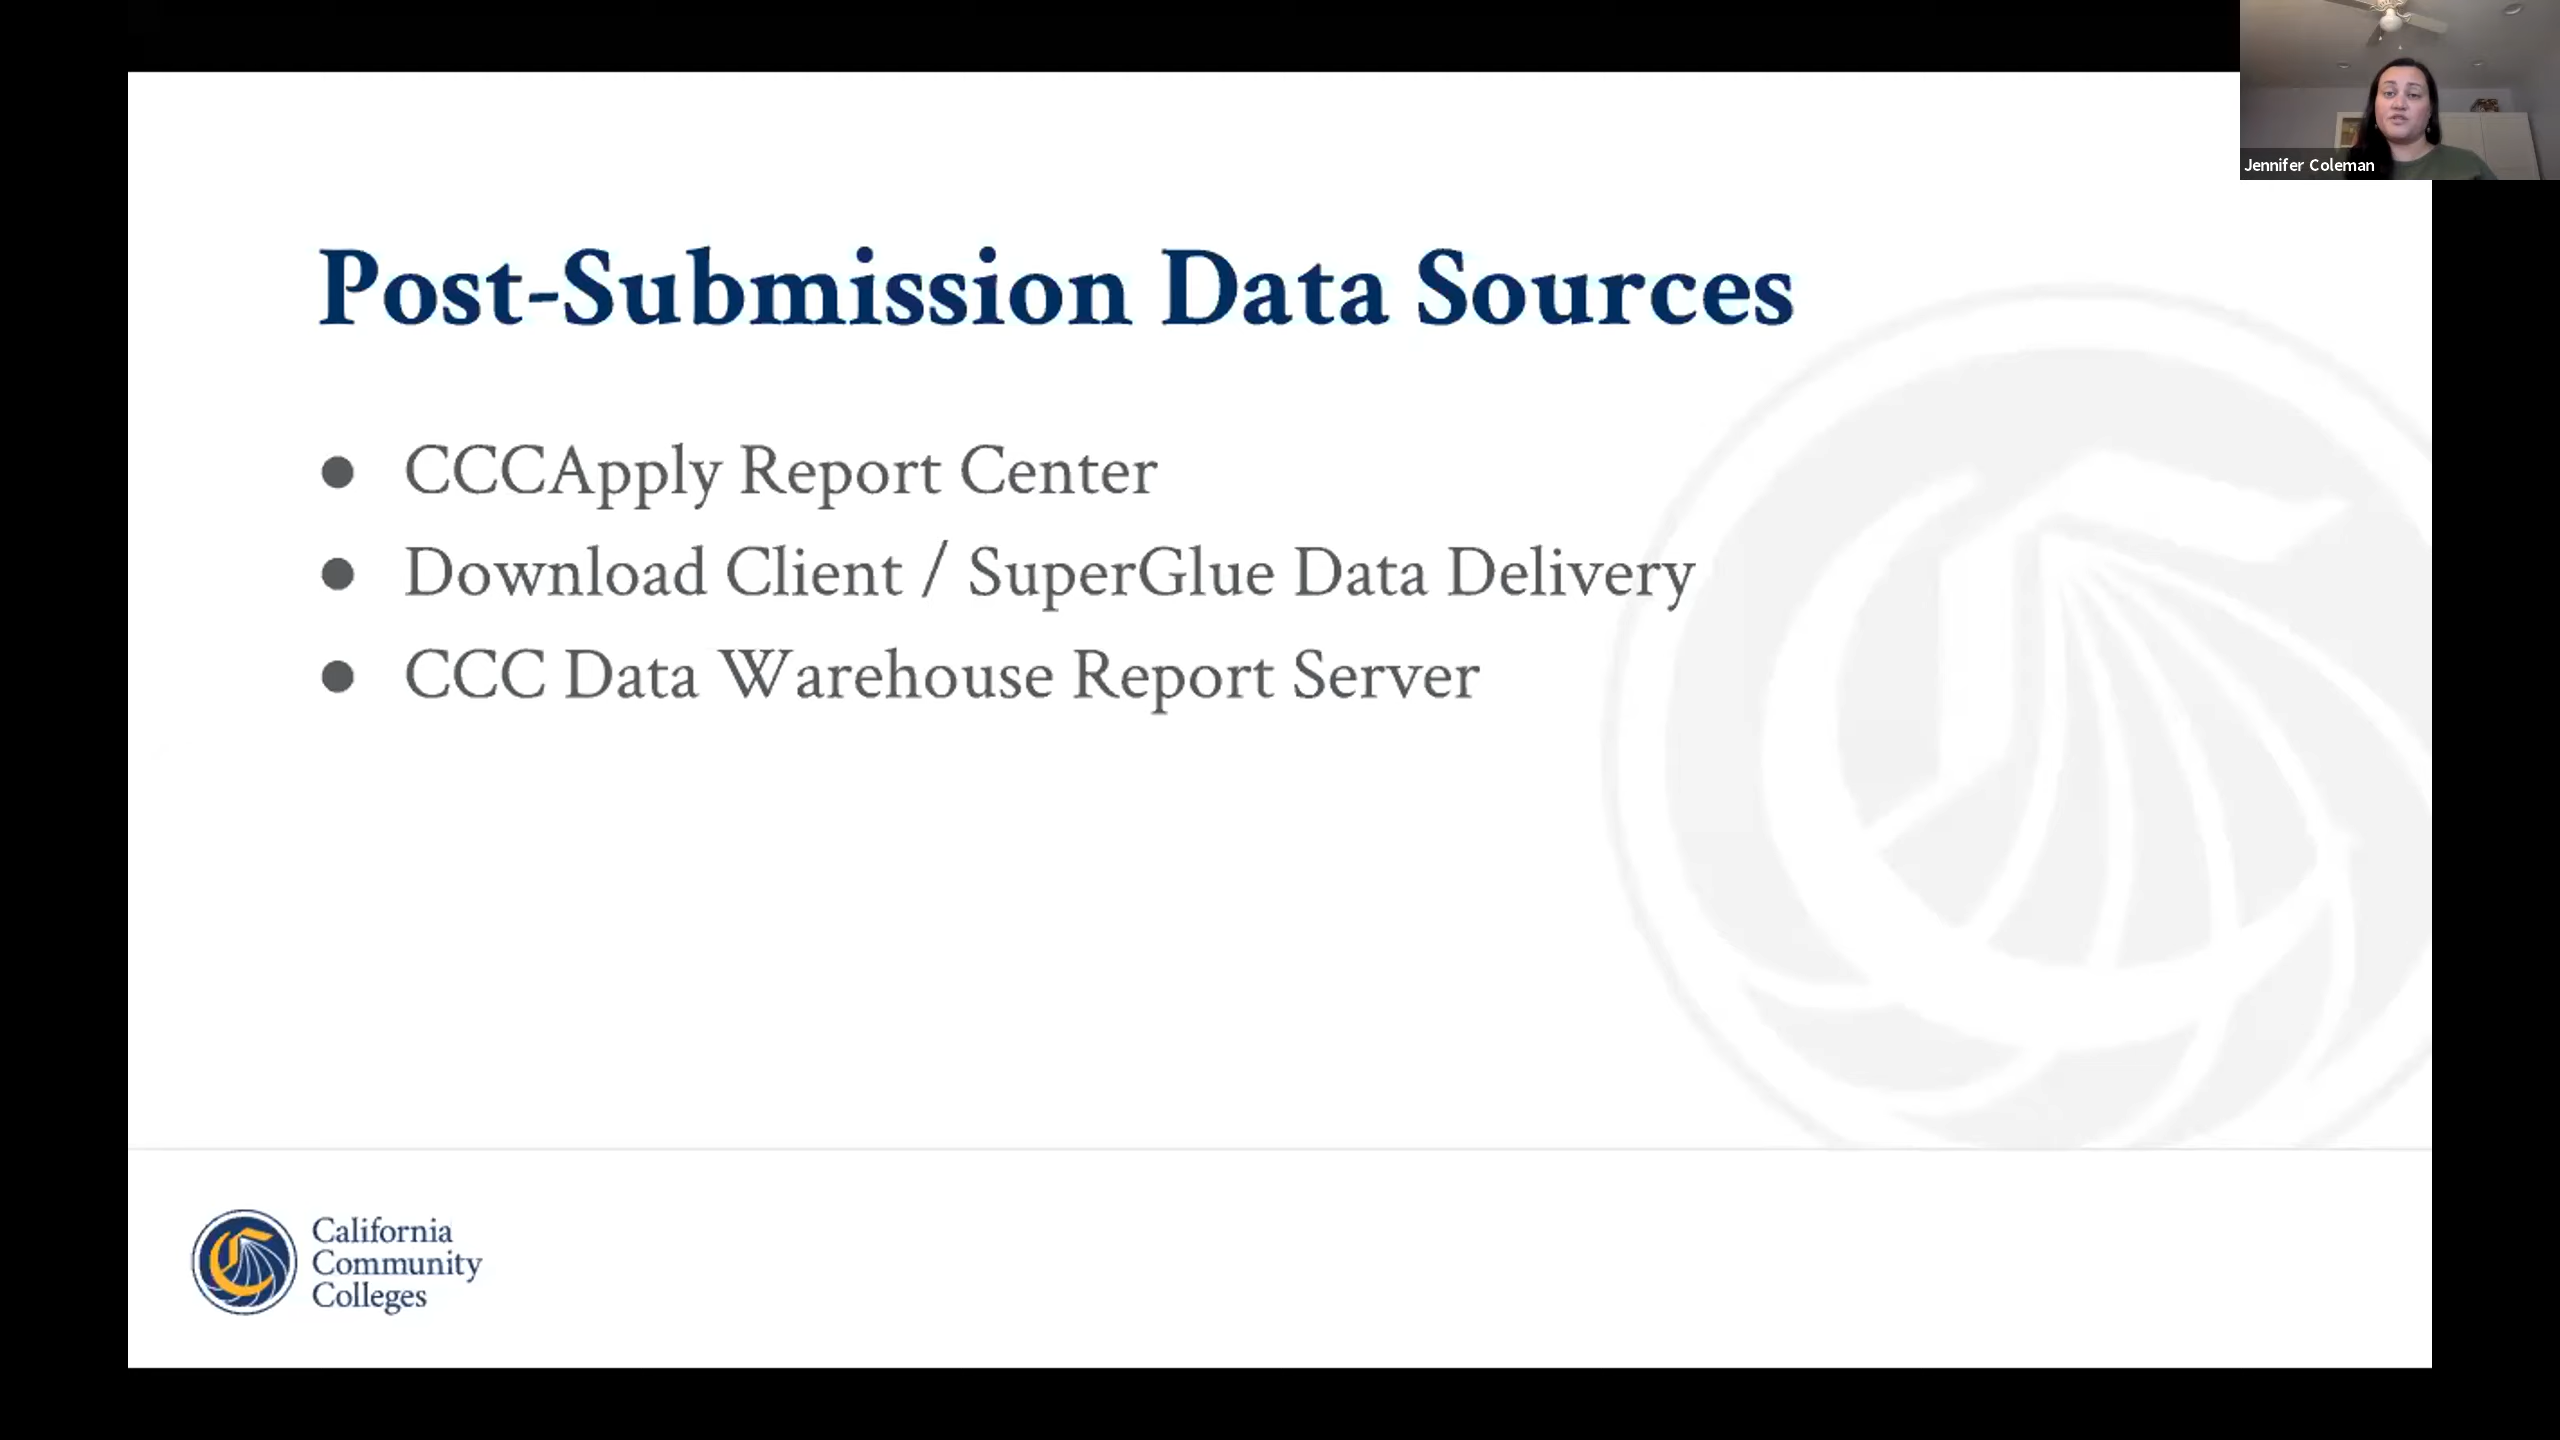 Jennifer Coleman
Post-Submission Data Sources
● CCCApply Report Center
● Download Client / SuperGlue Data Delivery
● CCC Data Warehouse Report Server
California
Community
Colleges